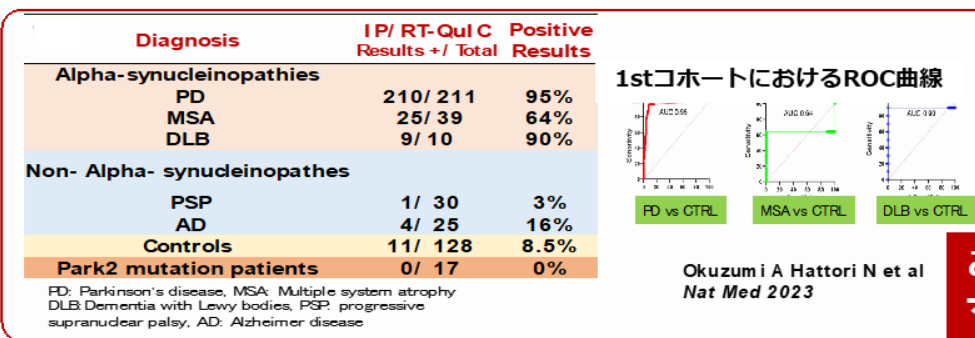 Diagnosis
IP/ RT-QuIC Results +/ Total
Positive Results
Alpha-synucleinopathies
PD 210/ 211 95%
MSA 25/ 39 64%
DLB 9/ 10 90%
Non- Alpha- synucleinopathes
PSP 1/ 30 3%
AD 4/ 25 16%
Controls 11/ 128 8.5%
Park2 mutation patients 0/ 17 0%
PD: Parkinson's disease, MSA: Multiple system atrophy
DLB: Dementia with Lewy bodies, PSP: progressive
supranuclear palsy, AD: Alzheimer disease
1stコホートにおけるROC曲線
AUC 0.95
Sensitivity
PD vs CTRL
AUC 0.64
Sensitivity
MSA vs CTRL
AUC 0.90
Sensitivity
DLB vs CTRL
Okuzumi A Hattori N et al
Nat Med 2023